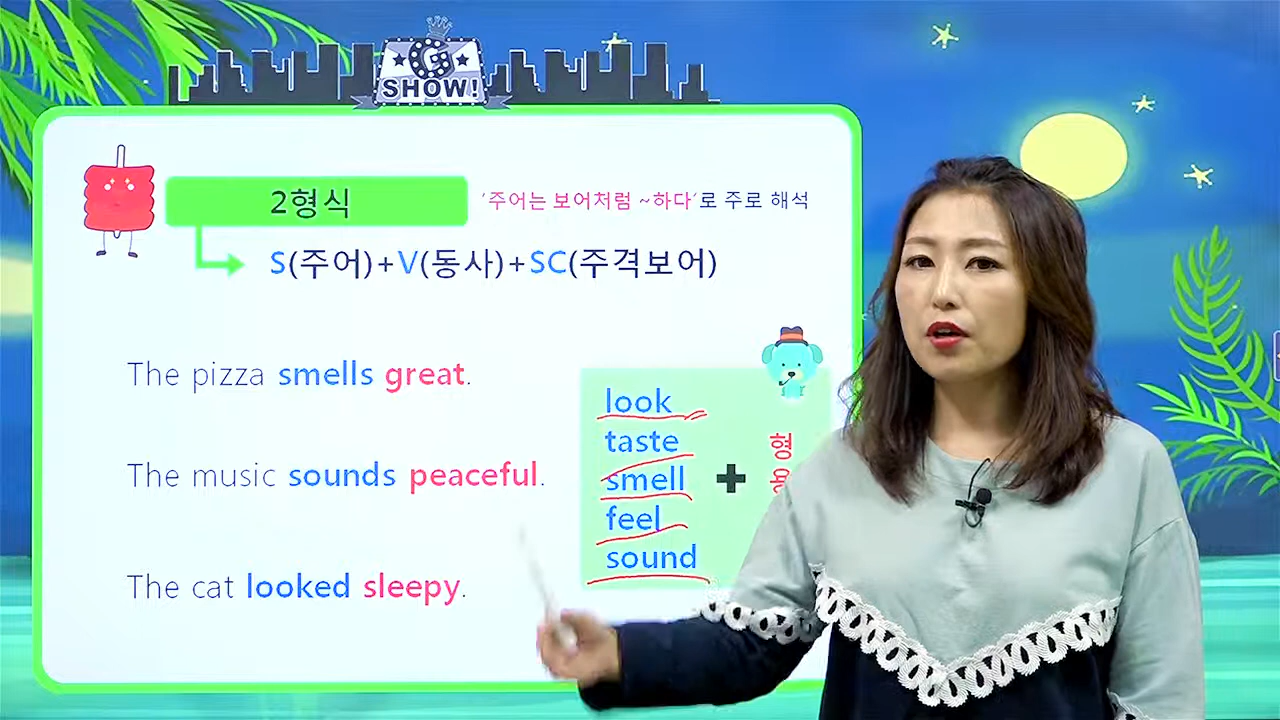 G
SHOW!
2형식
'주어는 보어처럼 ~하다'로 주로 해석
S(주어)+V(동사)+SC(주격보어)
The pizza smells great.
The music sounds peaceful.
The cat looked sleepy.
look
taste
smell
feel
sound
+
형